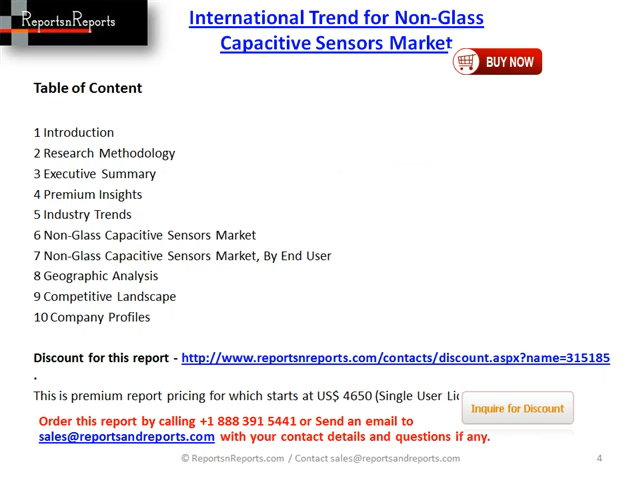 ReportsnReports
International Trend for Non-Glass
Capacitive Sensors Market
BUY NOW
Table of Content
1 Introduction
2 Research Methodology
3 Executive Summary
4 Premium Insights
5 Industry Trends
6 Non-Glass Capacitive Sensors Market
7 Non-Glass Capacitive Sensors Market, By End User
8 Geographic Analysis
9 Competitive Landscape
10 Company Profiles
Discount for this report - http://www.reportsnreports.com/contacts/discount.aspx?name=315185
.
This is premium report pricing for which starts at US$ 4650 (Single User Lic
Inquire for Discount
Order this report by calling +1 888 391 5441 or Send an email to
sales@reportsandreports.com with your contact details and questions if any.
© ReportsnReports.com / Contact sales@reportsandreports.com
4